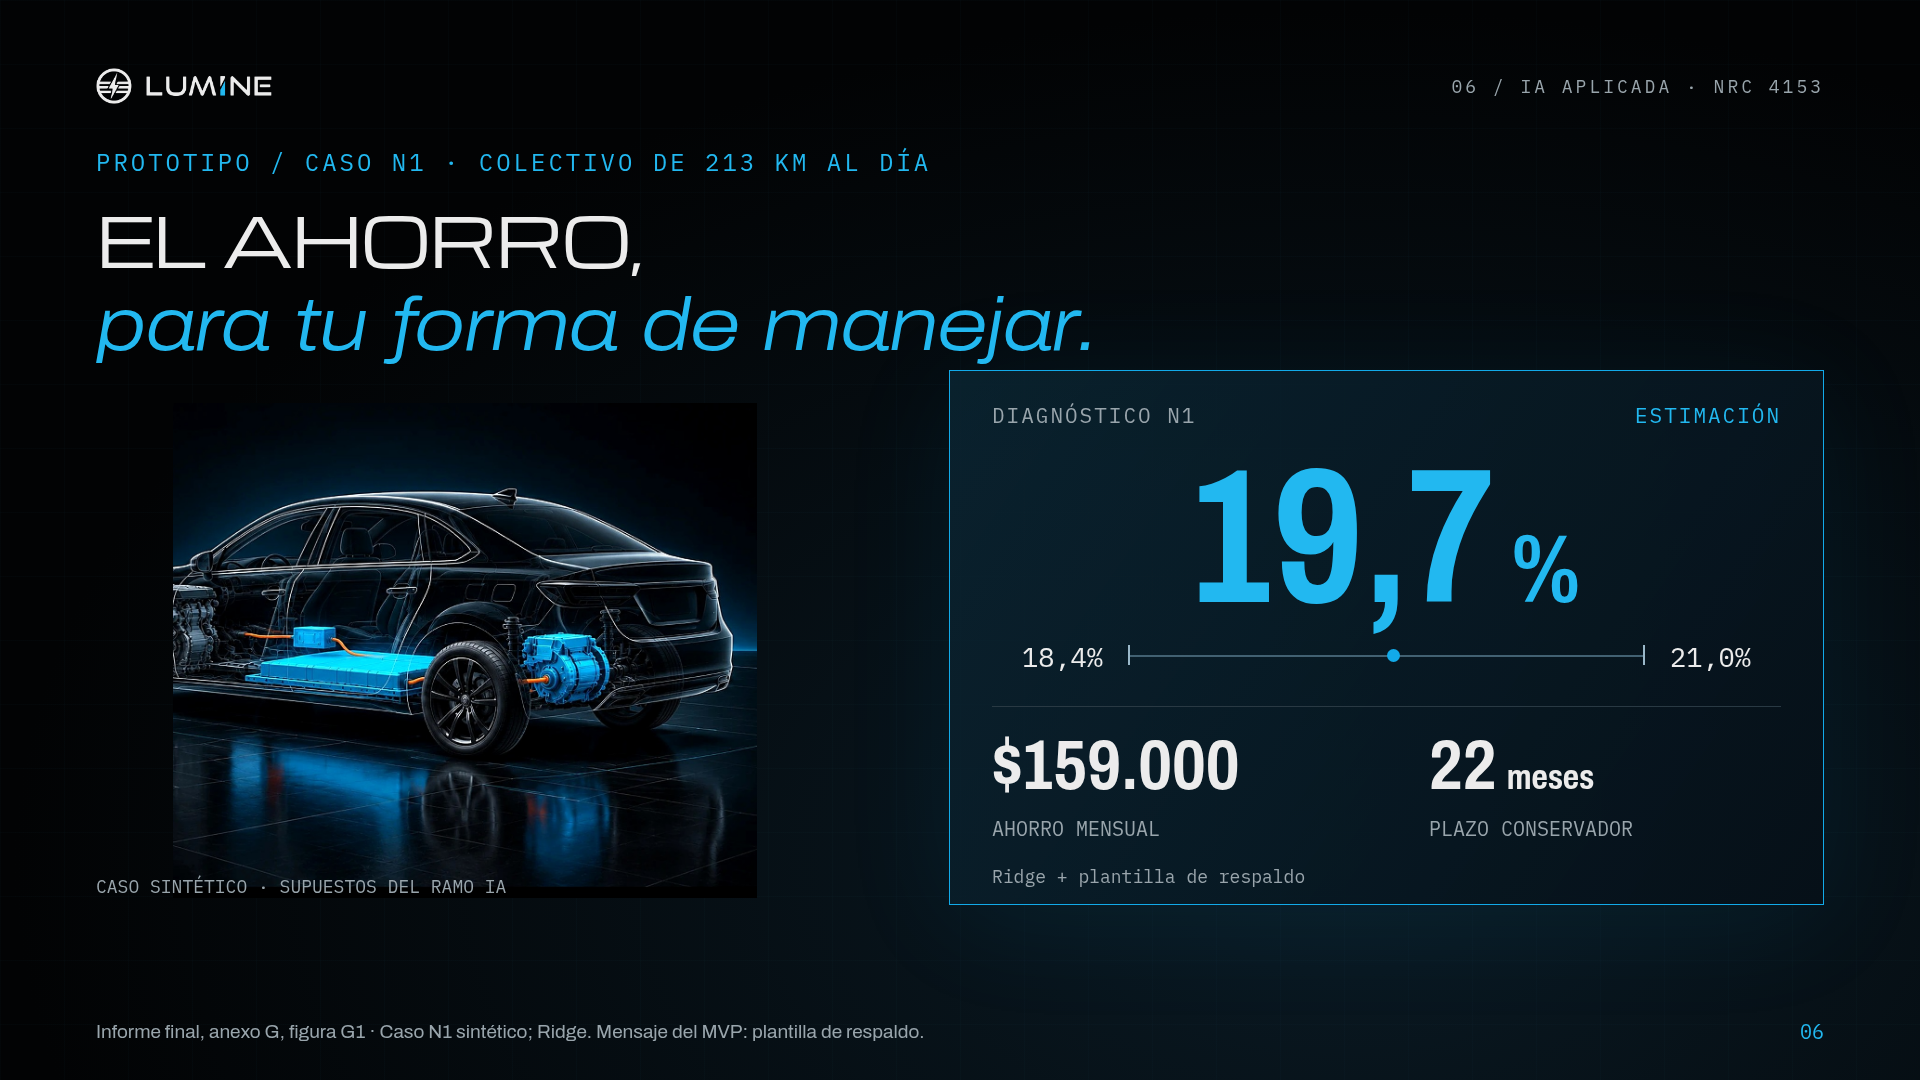 LUMINE
06 / IA APLICADA · NRC 4153
PROTOTIPO / CASO N1 · COLECTIVO DE 213 KM AL DÍA
EL AHORRO,
para tu forma de manejar.
DIAGNÓSTICO N1
ESTIMACIÓN
19,7 %
18,4%
21,0%
$159.000
22 meses
AHORRO MENSUAL
PLAZO CONSERVADOR
Ridge + plantilla de respaldo
CASO SINTÉTICO · SUPUESTOS DEL RAMO IA
Informe final, anexo G, figura G1 · Caso N1 sintético; Ridge. Mensaje del MVP: plantilla de respaldo.
06